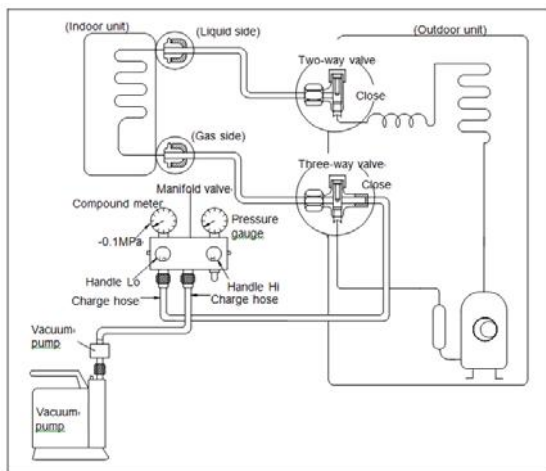 (Indoor unit)
(Liquid side)
(Outdoor unit)
Two-way valve
Close
(Gas side)
Three-way valve
Close
Manifold valve
Compound meter
Pressure
gauge
-0.1MPa
Handle Lo
Handle Hi
Charge hose
Charge hose
Vacuum-
pump
Vacuum-
pump